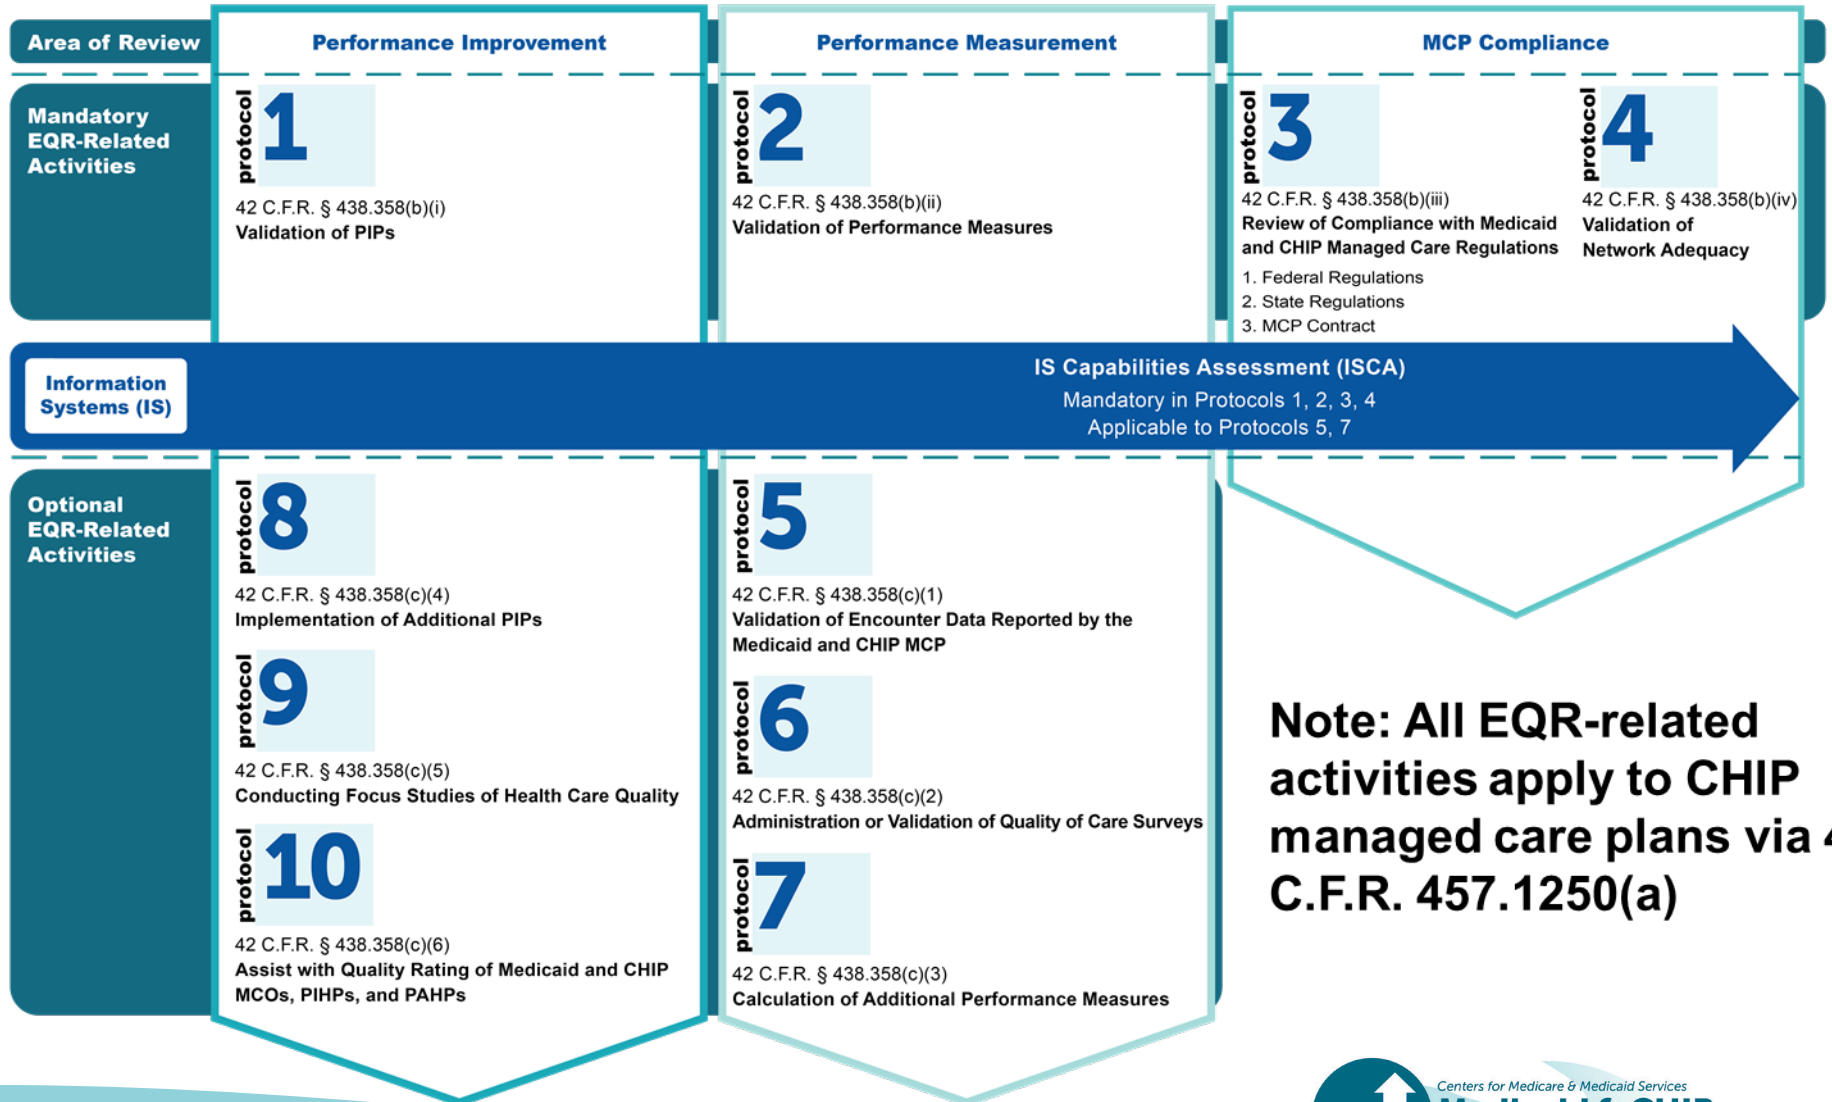 Area of Review
Performance Improvement
Performance Measurement
MCP Compliance
Mandatory
EQR-Related
Activities
protocol
1
42 C.F.R. § 438.358(b)(i)
Validation of PIPs
protocol
2
42 C.F.R. § 438.358(b)(ii)
Validation of Performance Measures
protocol
3
42 C.F.R. § 438.358(b)(iii)
Review of Compliance with Medicaid
and CHIP Managed Care Regulations
1. Federal Regulations
2. State Regulations
3. MCP Contract
protocol
4
42 C.F.R. § 438.358(b)(iv)
Validation of
Network Adequacy
Information
Systems (IS)
IS Capabilities Assessment (ISCA)
Mandatory in Protocols 1, 2, 3, 4
Applicable to Protocols 5, 7
Optional
EQR-Related
Activities
protocol
8
42 C.F.R. § 438.358(c)(4)
Implementation of Additional PIPs
protocol
9
42 C.F.R. § 438.358(c)(5)
Conducting Focus Studies of Health Care Quality
protocol
10
42 C.F.R. § 438.358(c)(6)
Assist with Quality Rating of Medicaid and CHIP
MCOs, PIHPs, and PAHPs
protocol
5
42 C.F.R. § 438.358(c)(1)
Validation of Encounter Data Reported by the
Medicaid and CHIP MCP
protocol
6
42 C.F.R. § 438.358(c)(2)
Administration or Validation of Quality of Care Surveys
protocol
7
42 C.F.R. § 438.358(c)(3)
Calculation of Additional Performance Measures
Note: All EQR-related
activities apply to CHIP
managed care plans via
C.F.R. 457.1250(a)
Centers for Medicare & Medicaid Services